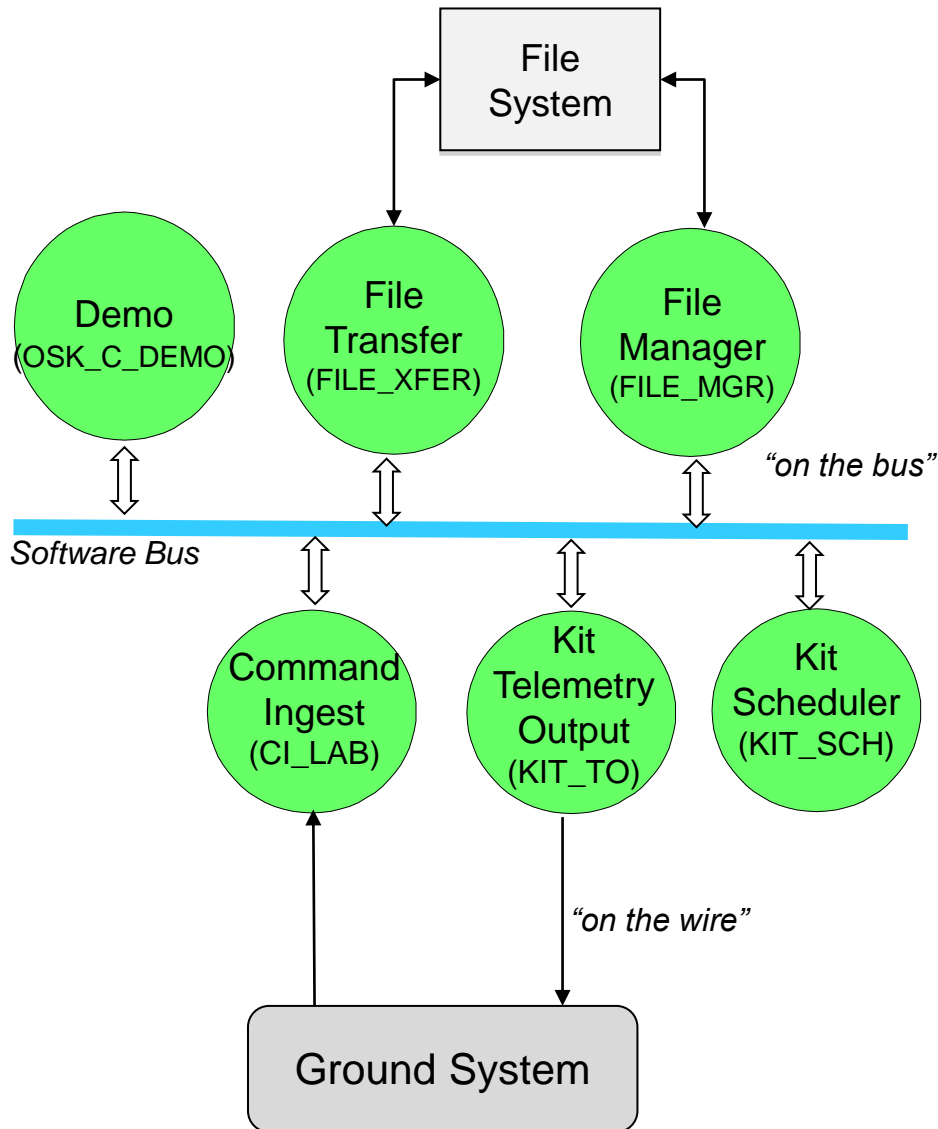 File
System
Demo
(OSK_C_DEMO)
File
Transfer
(FILE_XFER)
File
Manager
(FILE_MGR)
“on the bus”
Software Bus
Command
Ingest
(CI_LAB)
Kit
Telemetry
Output
(KIT_TO)
Kit
Scheduler
(KIT_SCH)
“on the wire”
Ground System